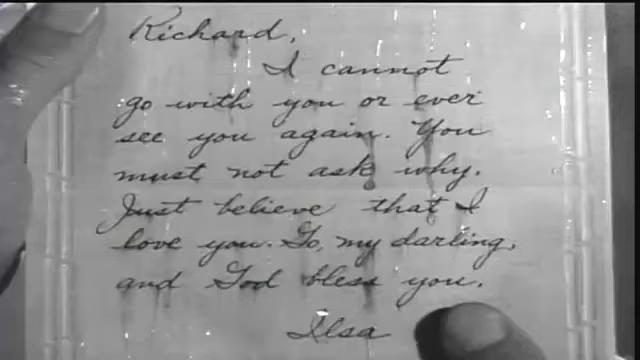 Richard,
I cannot
go with you or ever
see you again. You
must not ask why.
Just believe that I
love you. Go, my darling,
and God bless you.
Ilsa